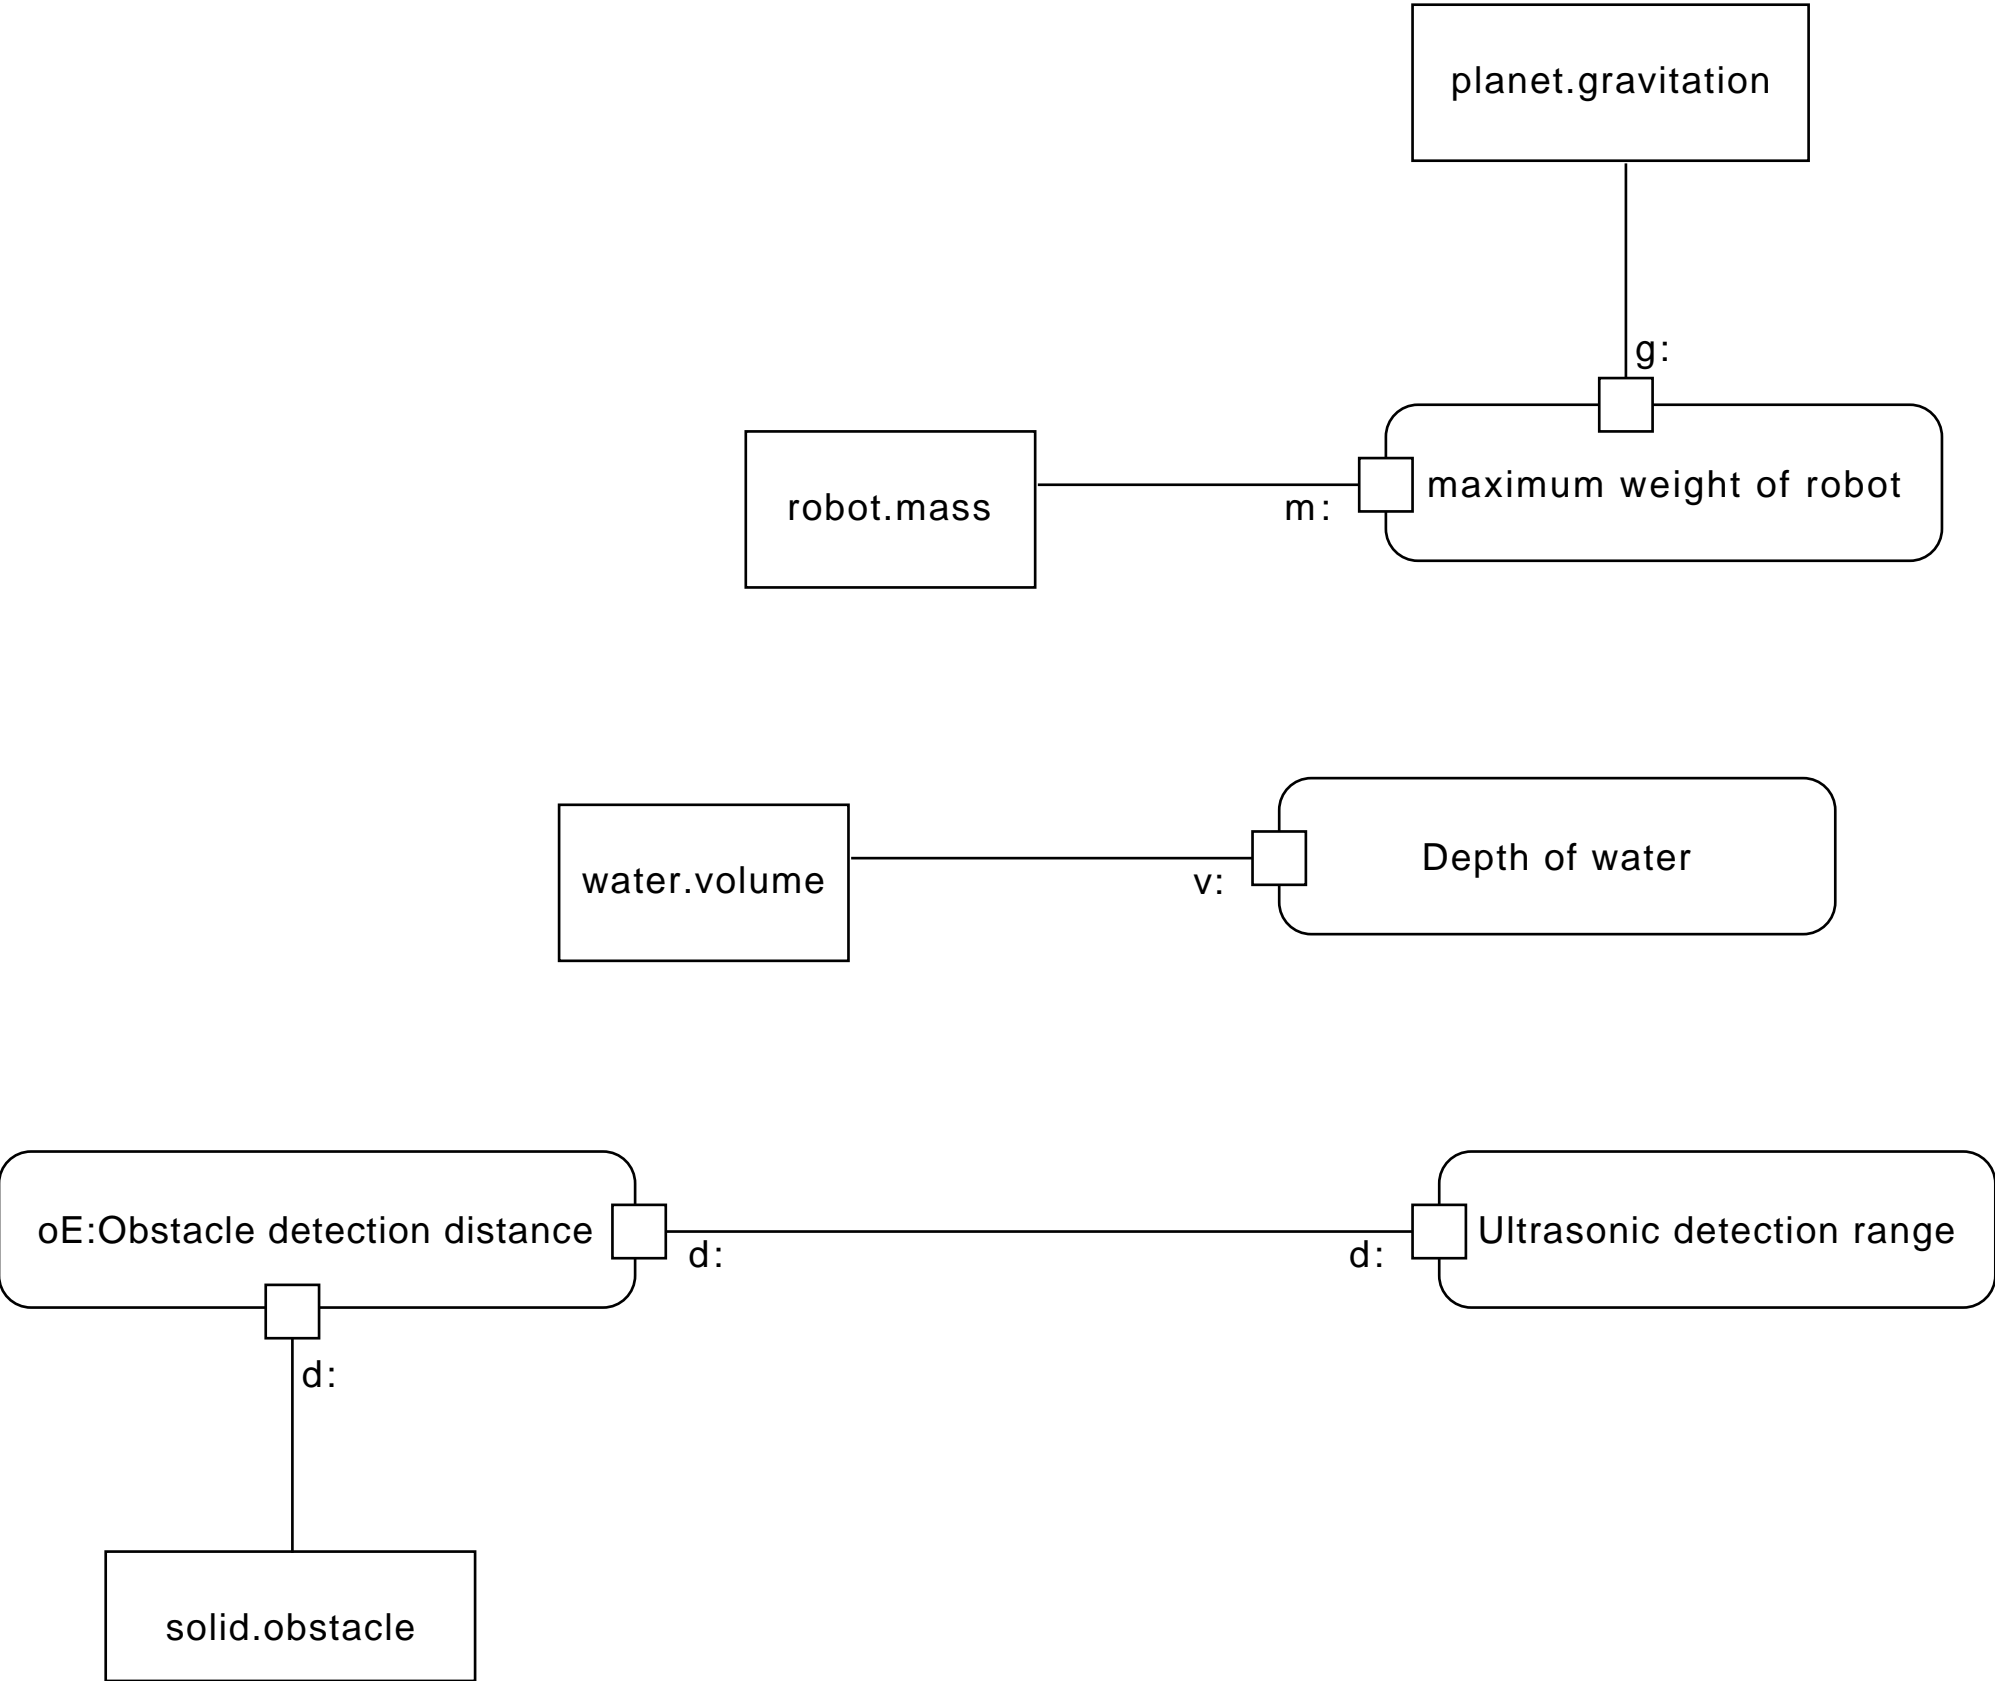 planet.gravitation
g:
robot.mass
m:
maximum weight of robot
water.volume
v:
Depth of water
oE:Obstacle detection distance
d:
d:
Ultrasonic detection range
d:
solid.obstacle